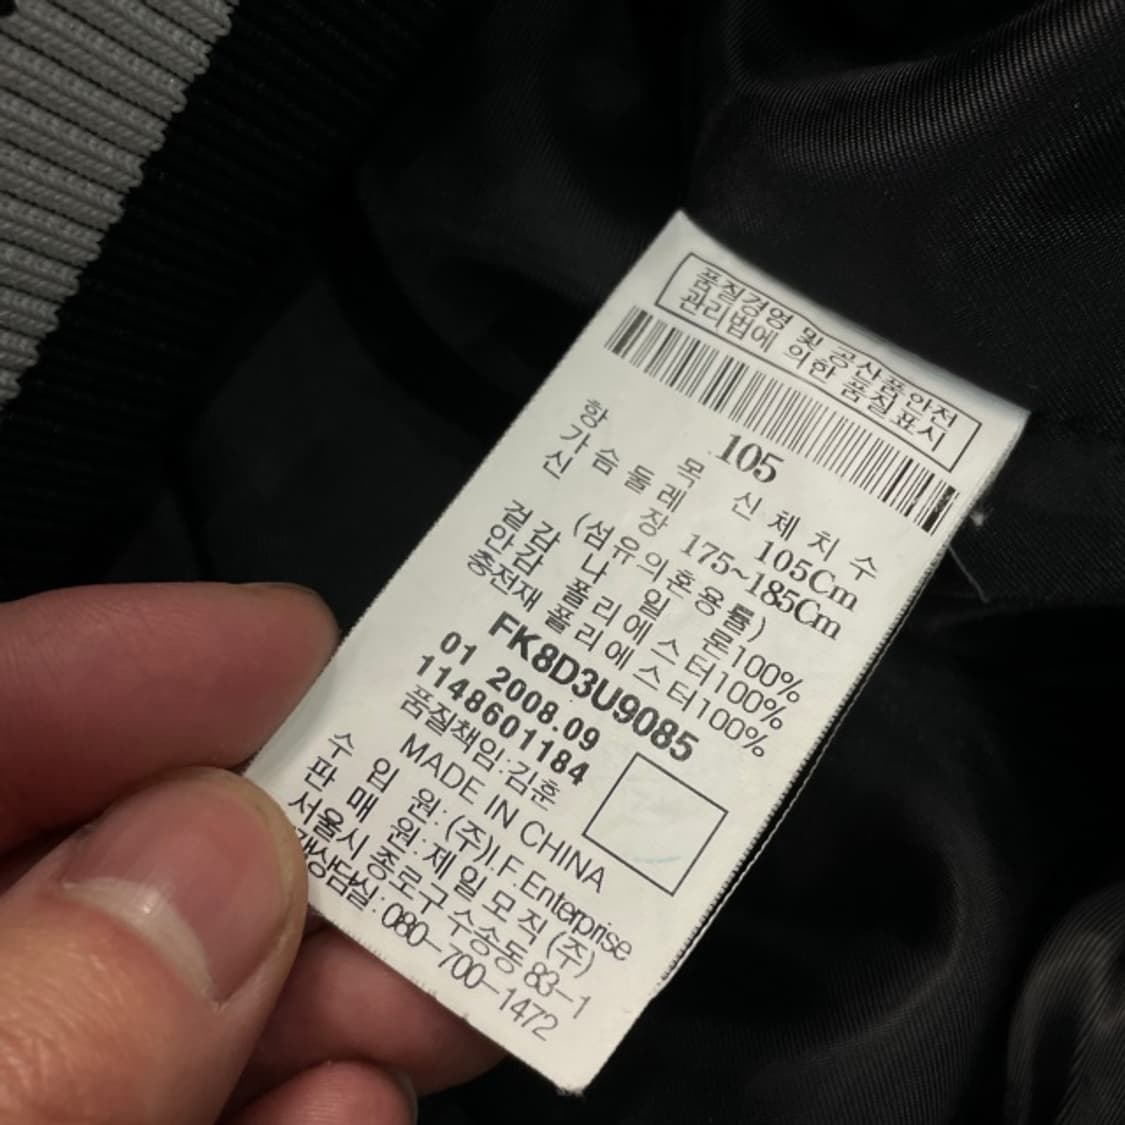 품질경영 및 공산품안전
관리법에 의한 품질표시
105
항 목 신 체 치 수
가 슴 둘 레 105Cm
신 장 175~185Cm
(섬유의혼용률)
겉감 나 일 론100%
안감 폴리에스터100%
충전재 폴리에스터100%
FK8D3U9085
01 2008.09
1148601184
품질책임:김훈
MADE IN CHINA
수 입 원:(주)I.F.Enterprise
판 매 원:제일모직(주)
서울시 종로구 수송동 83-1
객상담실:080-700-1472